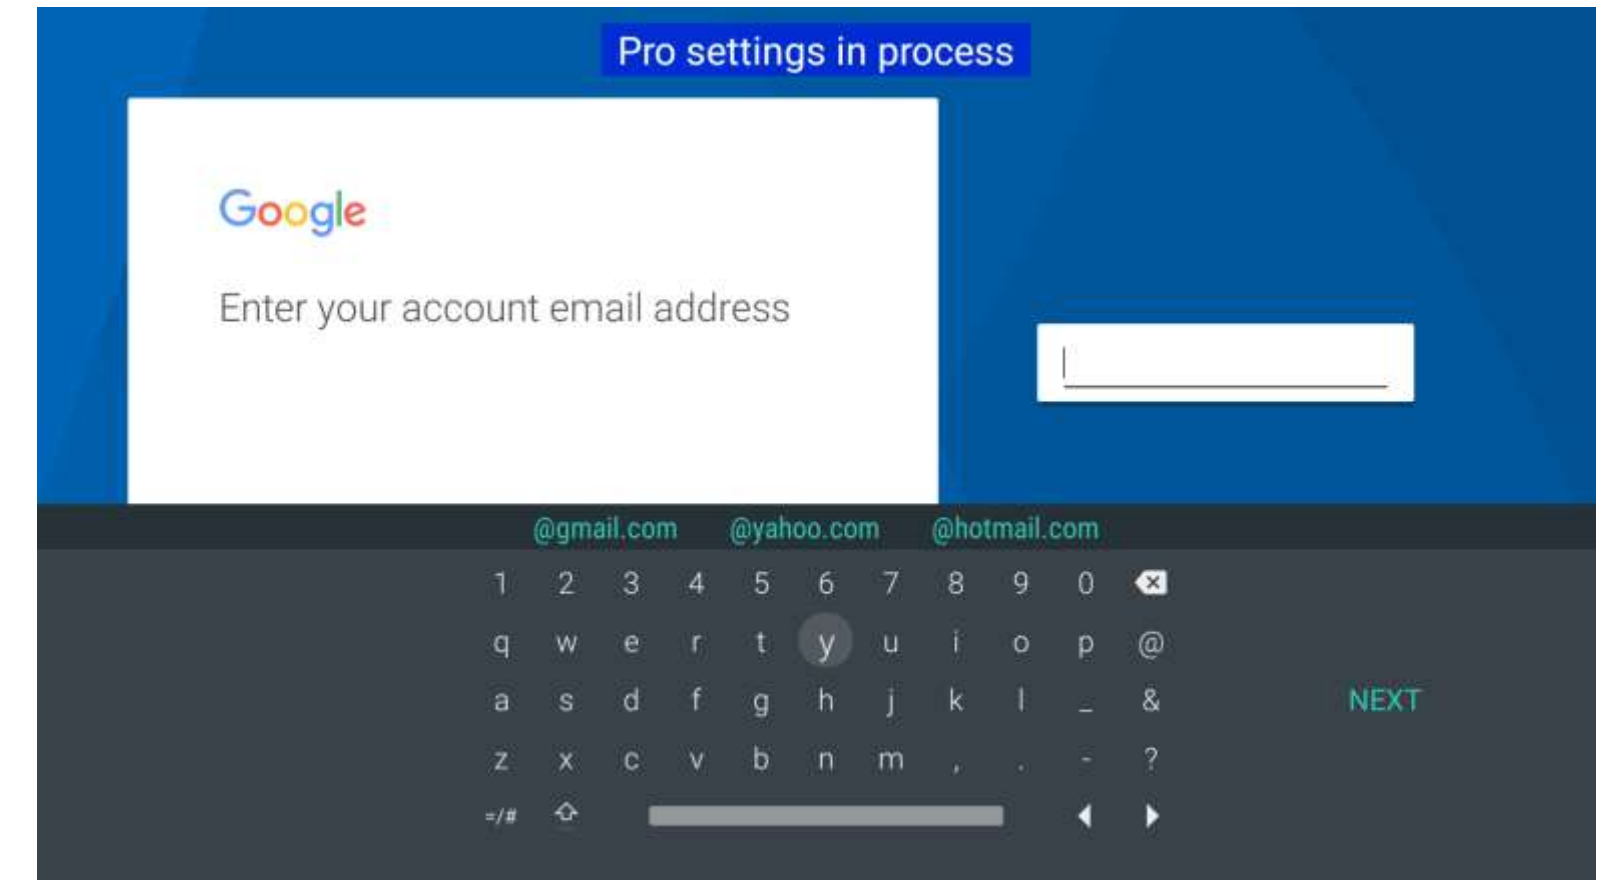 Pro settings in process
Google
Enter your account email address
@gmail.com @yahoo.com @hotmail.com
1 2 3 4 5 6 7 8 9 0
q w e r t y u i o p @
a s d f g h j k l _ &
NEXT
z x c v b n m , . - ?
=/#